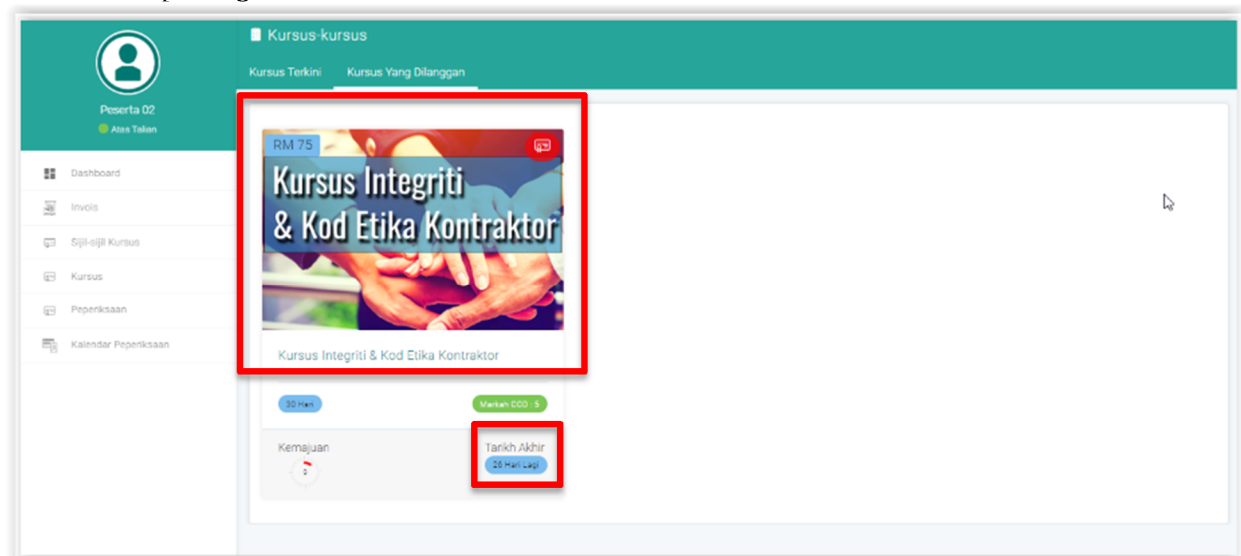 Kursus-kursus
Kursus Terkini Kursus Yang Dilanggan
Peserta 02
Atas Talian
Dashboard
Invois
Sijil-sijil Kursus
Kursus
Peperiksaan
Kalendar Peperiksaan
RM 75
Kursus Integriti
& Kod Etika Kontraktor
Kursus Integriti & Kod Etika Kontraktor
30 Hari
Markah CCD : 5
Kemajuan
Tarikh Akhir
26 Hari Lagi